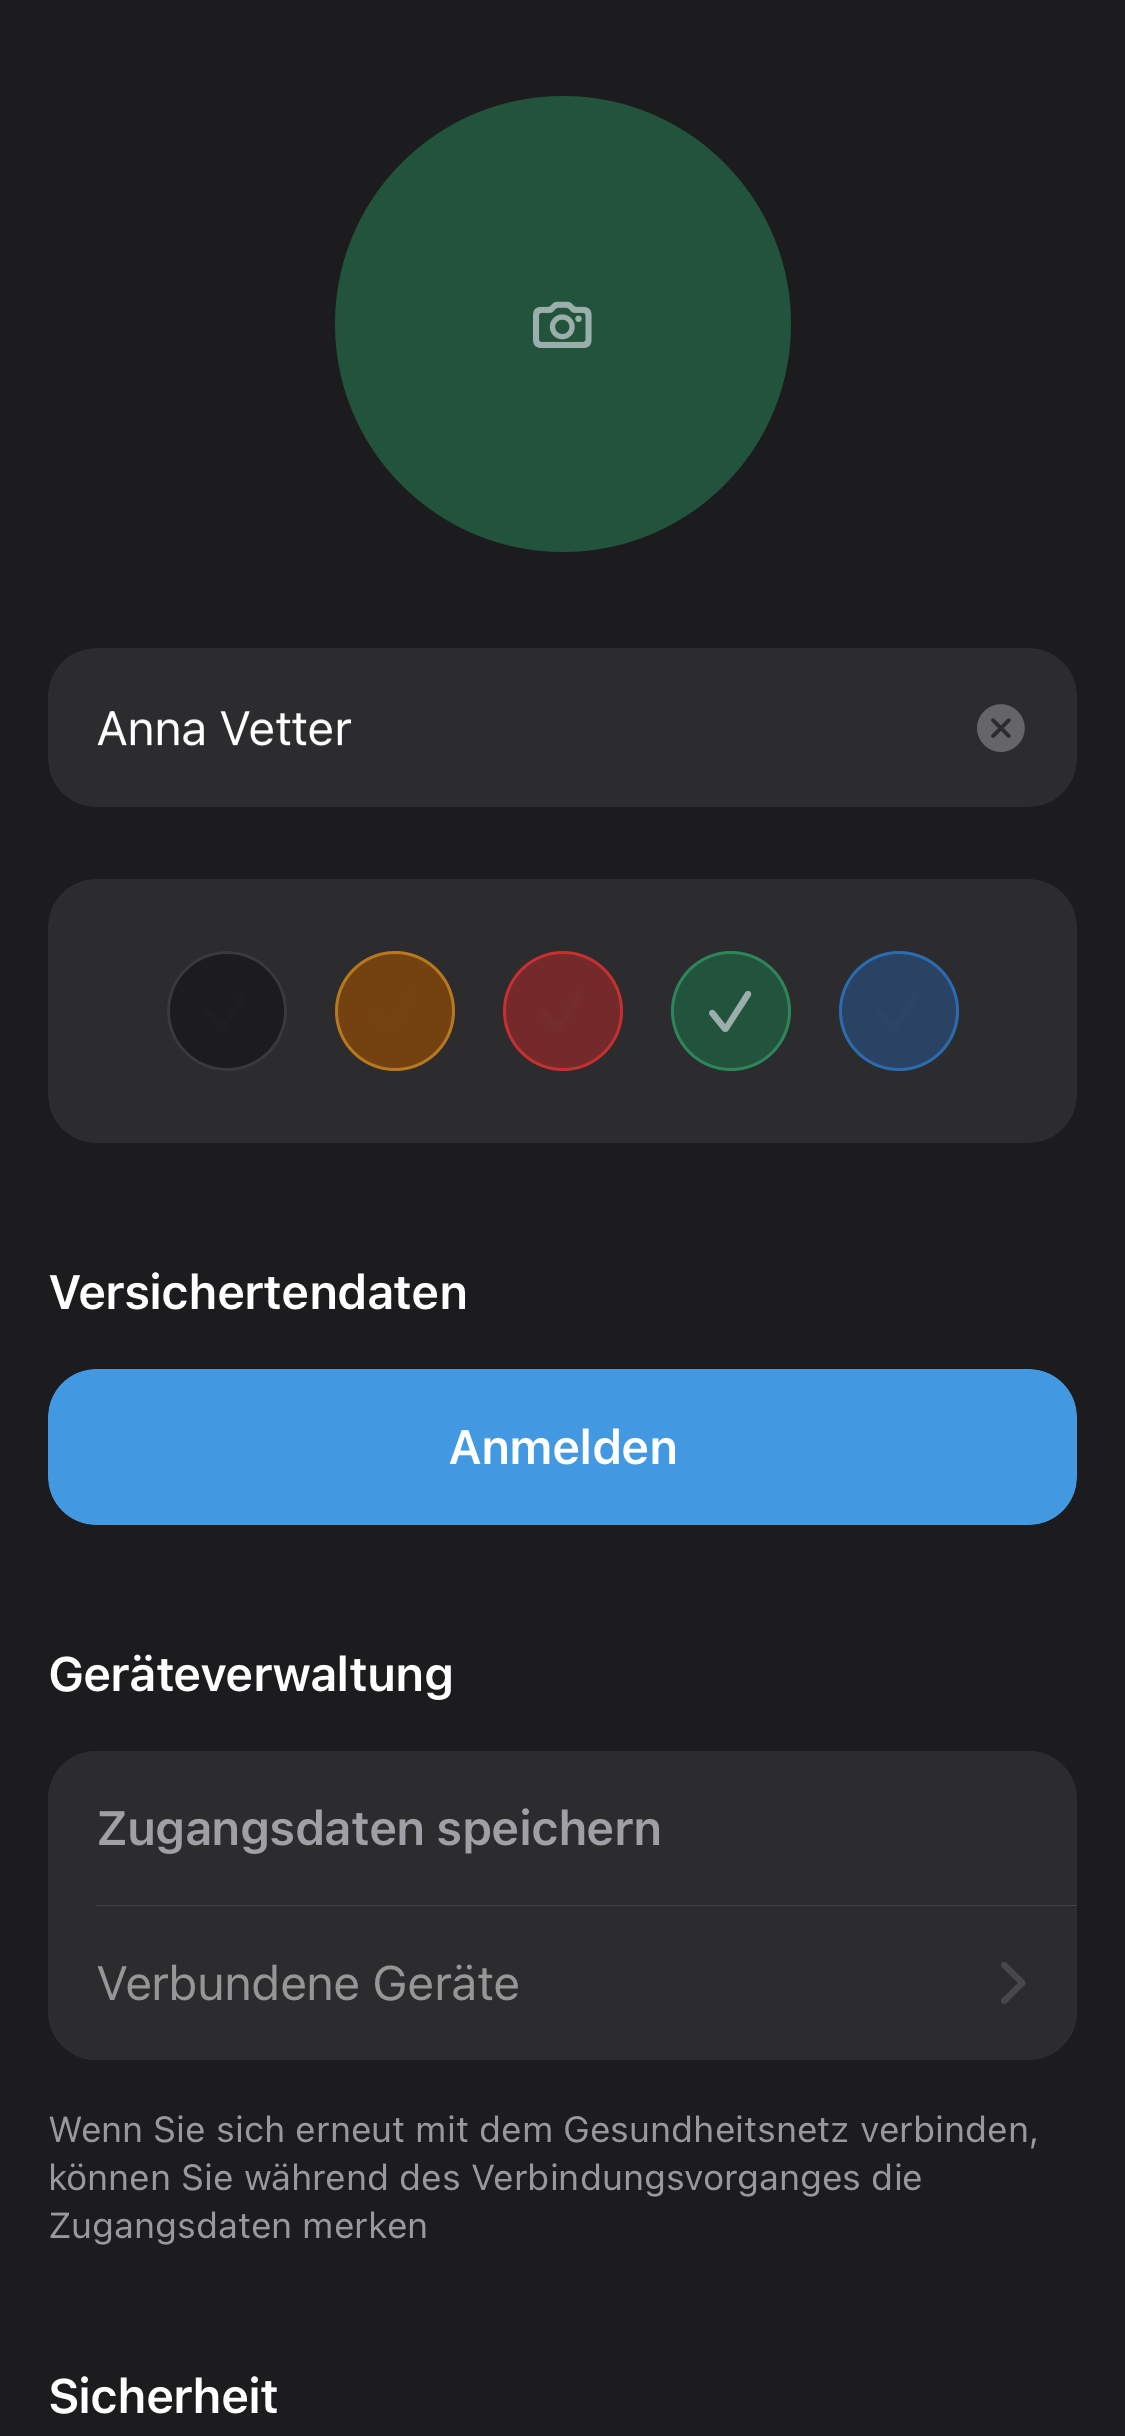 Anna Vetter
Versichertendaten
Anmelden
Geräteverwaltung
Zugangsdaten speichern
Verbundene Geräte
Wenn Sie sich erneut mit dem Gesundheitsnetz verbinden,
können Sie während des Verbindungsvorganges die
Zugangsdaten merken
Sicherheit